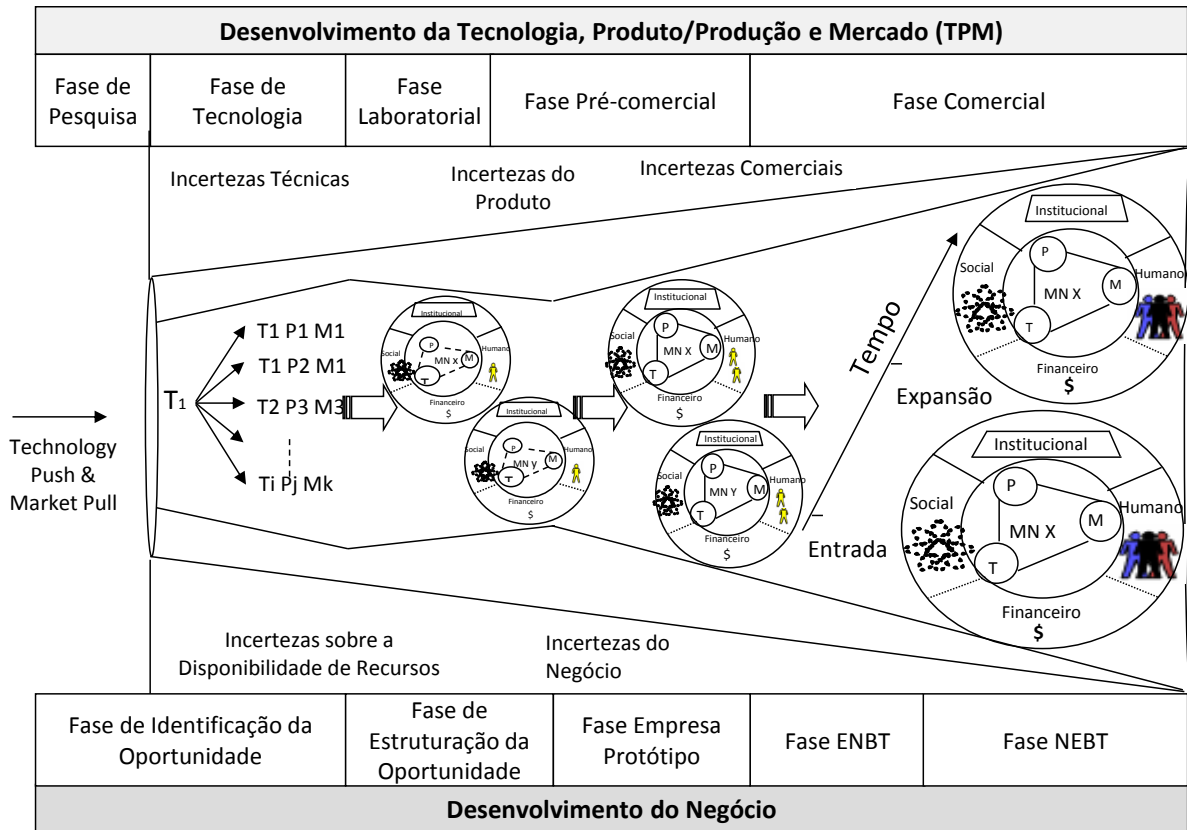 Desenvolvimento da Tecnologia, Produto/Produção e Mercado (TPM)
Fase de
Pesquisa
Fase de
Tecnologia
Fase
Laboratorial
Fase Pré-comercial
Fase Comercial
Incertezas Técnicas
Incertezas do
Produto
Incertezas Comerciais
Technology
Push &
Market Pull
T1
T1 P1 M1
T1 P2 M1
T2 P3 M3
Ti Pj Mk
Institucional
Social
Humano
P
M
T
MN X
Financeiro
$
Institucional
Social
Humano
P
M
T
MN Y
Financeiro
$
Institucional
Social
Humano
P
M
T
MN X
Financeiro
$
Institucional
Social
Humano
P
M
T
MN Y
Financeiro
$
Tempo
Expansão
Entrada
Institucional
Social
Humano
P
M
T
MN X
Financeiro
$
Institucional
Social
Humano
P
M
T
MN X
Financeiro
$
Incertezas sobre a
Disponibilidade de Recursos
Incertezas do
Negócio
Fase de Identificação da
Oportunidade
Fase de
Estruturação da
Oportunidade
Fase Empresa
Protótipo
Fase ENBT
Fase NEBT
Desenvolvimento do Negócio